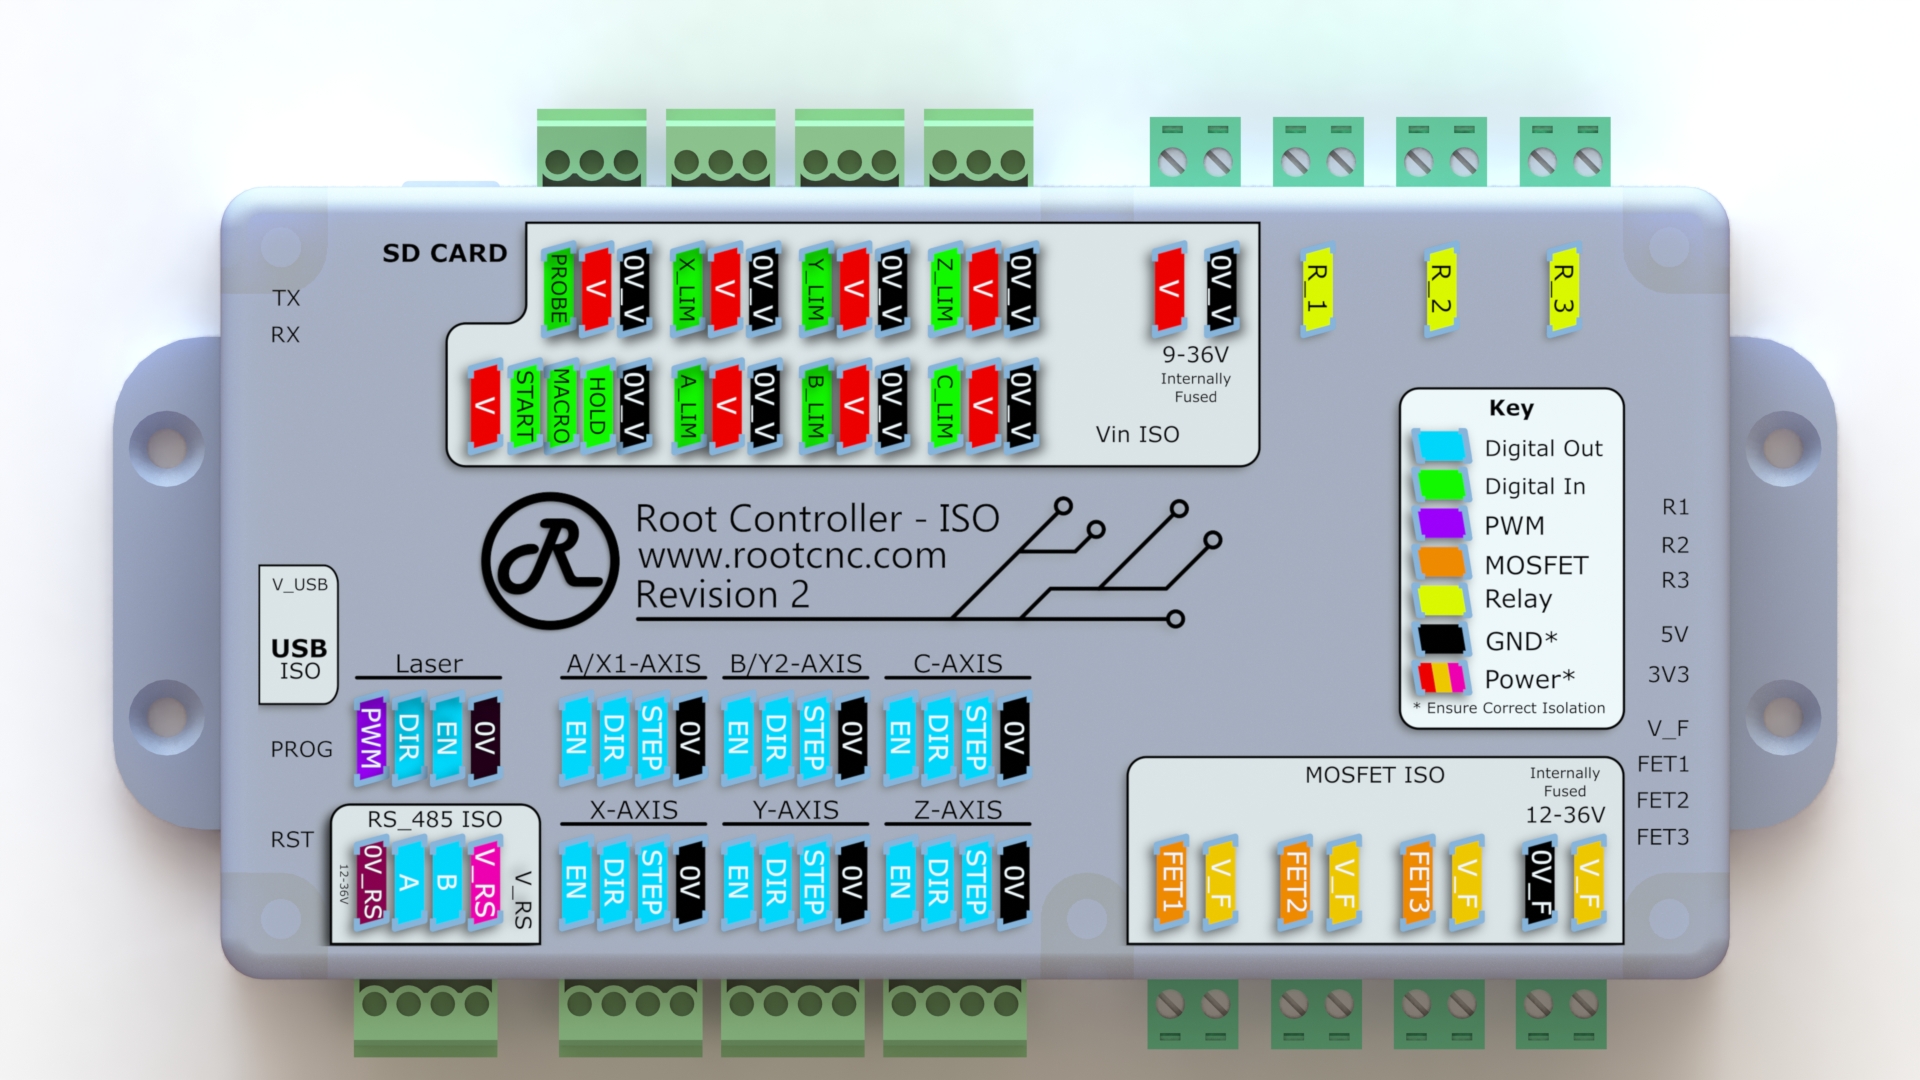 SD CARD
TX
RX
PROBE V 0V_V X_LIM V 0V_V Y_LIM V 0V_V Z_LIM V 0V_V
V 0V_V
R_1 R_2 R_3
9-36V
Internally
Fused
V START MACRO HOLD 0V_V A_LIM V 0V_V B_LIM V 0V_V C_LIM V 0V_V
Vin ISO
Key
Digital Out
Digital In
PWM
MOSFET
Relay
GND*
Power*
* Ensure Correct Isolation
R
Root Controller - ISO
www.rootcnc.com
Revision 2
R1
R2
R3
5V
3V3
V_F
FET1
FET2
FET3
V_USB
USB
ISO
PROG
RST
Laser
PWM DIR EN 0V
A/X1-AXIS
EN DIR STEP 0V
B/Y2-AXIS
EN DIR STEP 0V
C-AXIS
EN DIR STEP 0V
RS_485 ISO
12-36V
0V_RS A B V_RS
V_RS
X-AXIS
EN DIR STEP 0V
Y-AXIS
EN DIR STEP 0V
Z-AXIS
EN DIR STEP 0V
MOSFET ISO
Internally
Fused
12-36V
FET1 V_F FET2 V_F FET3 V_F 0V_F V_F